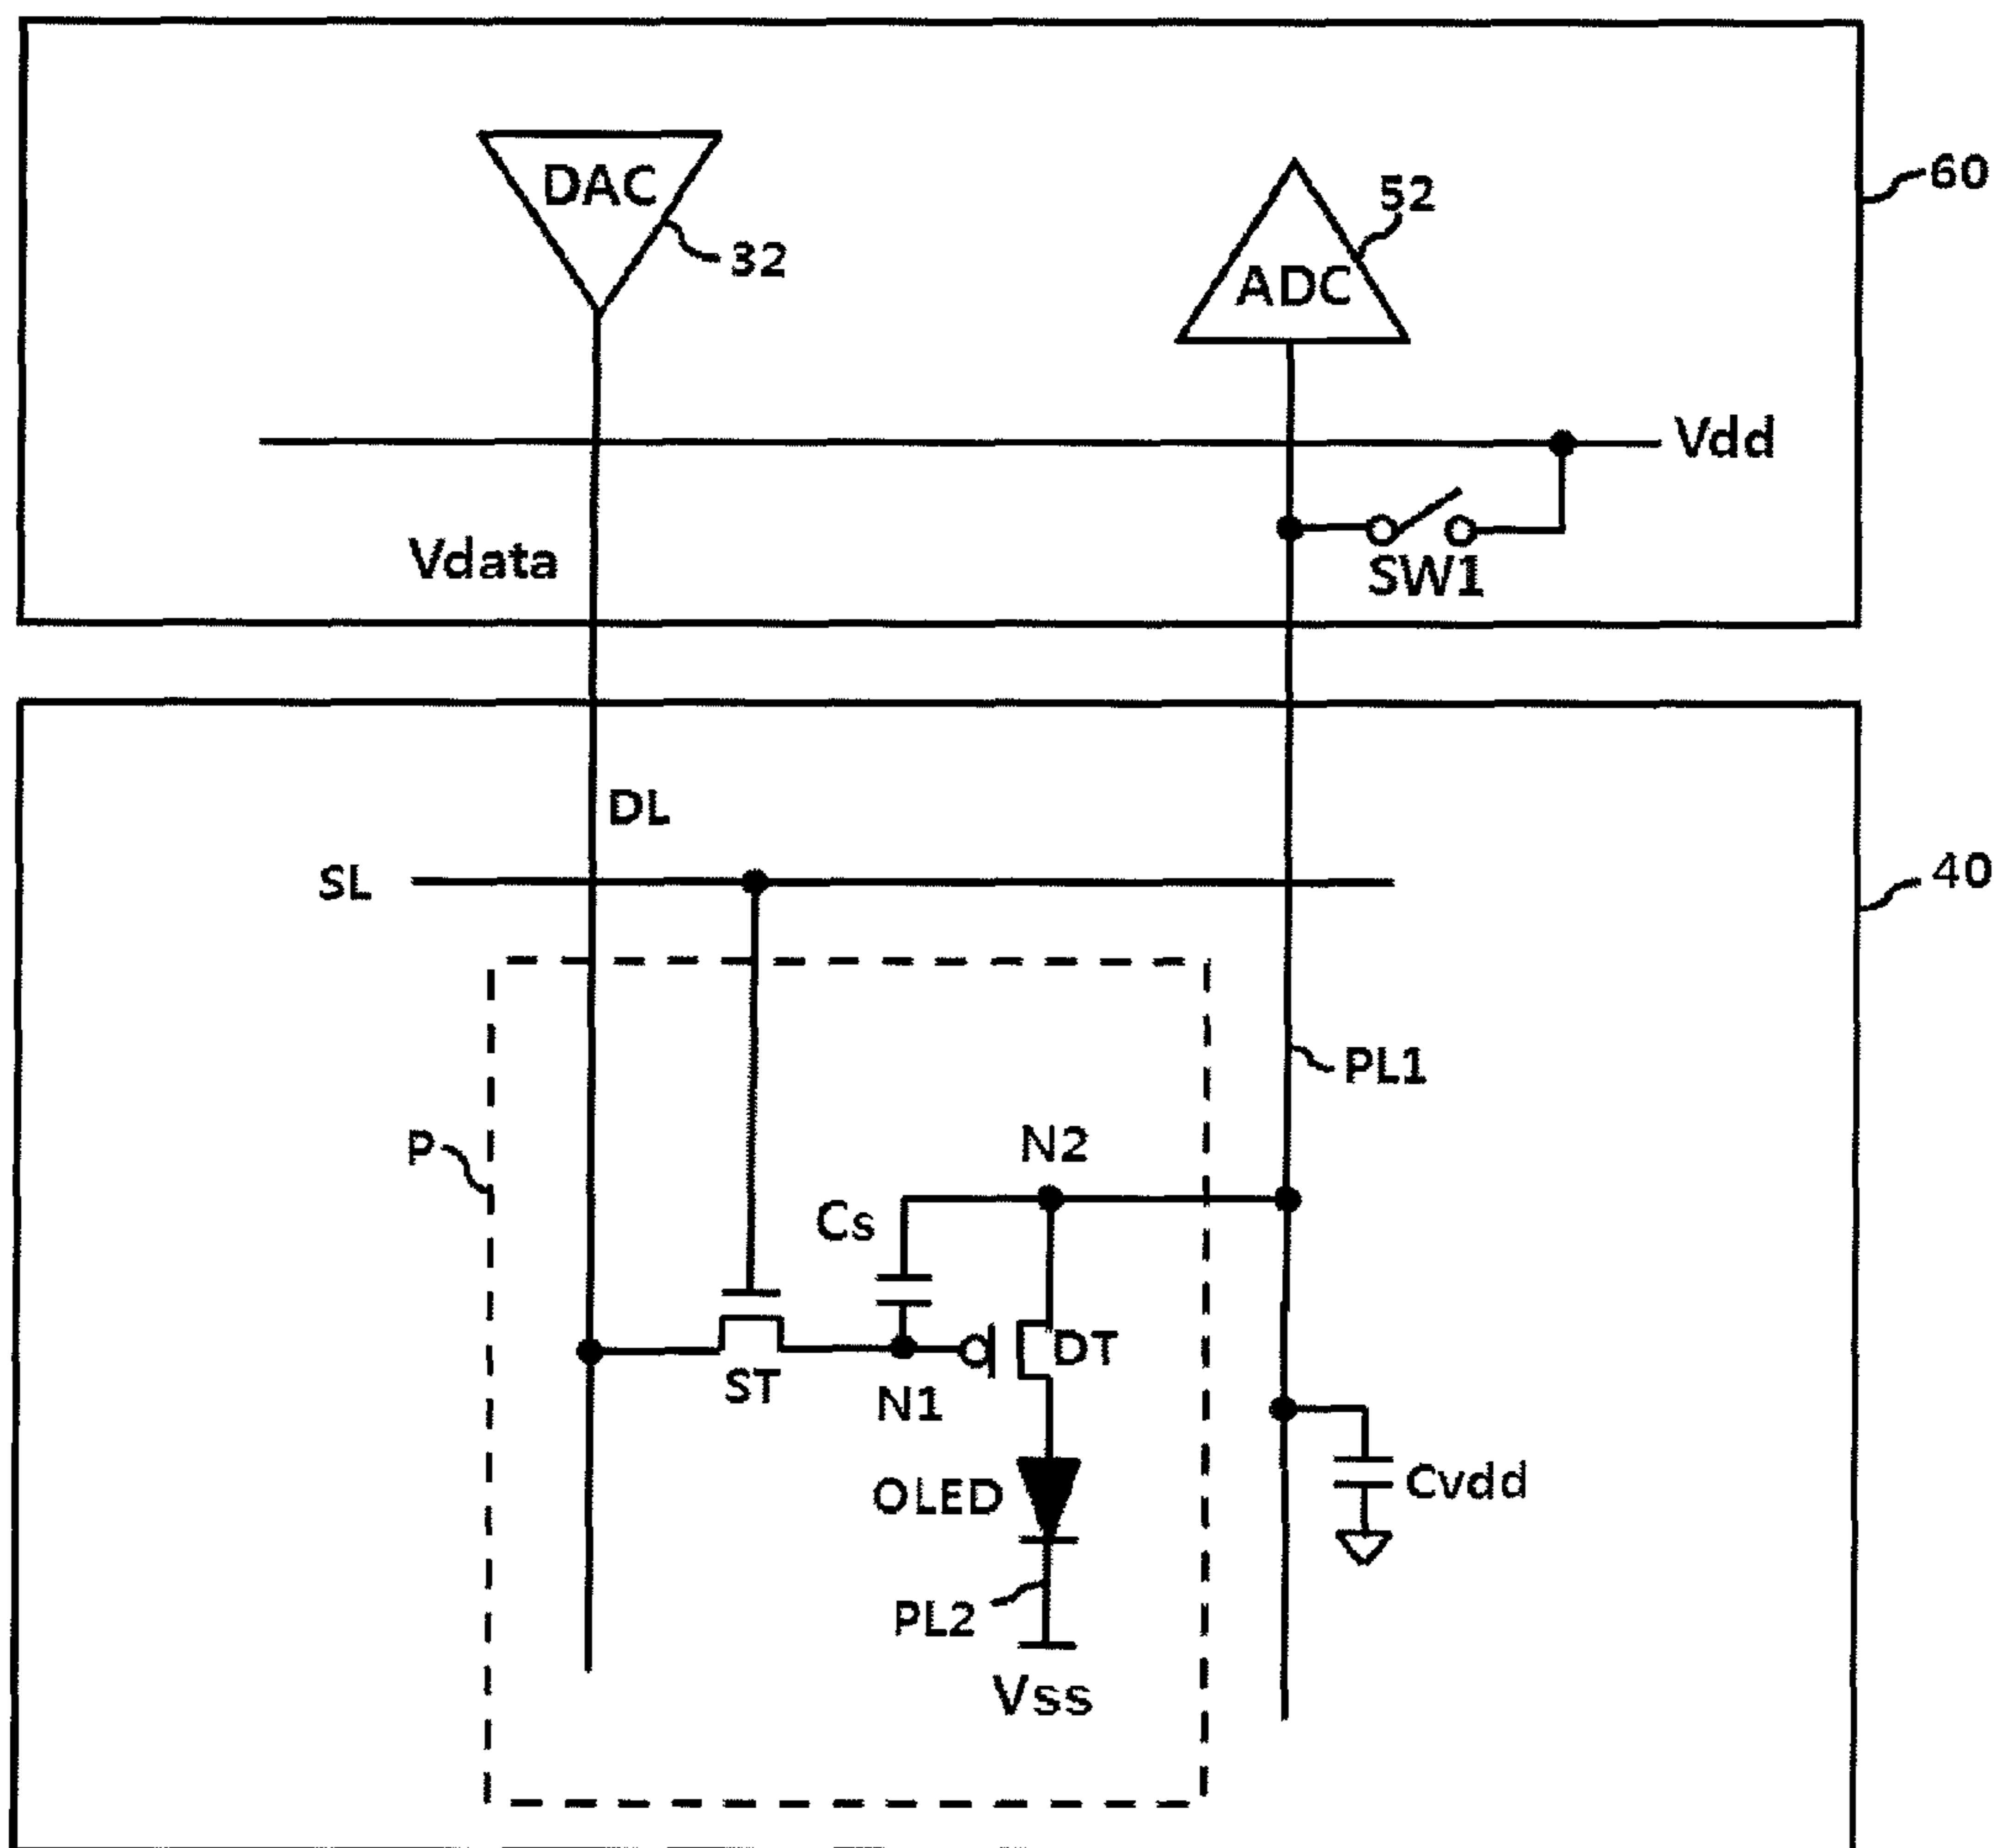 DAC
32
52
ADC
60
Vdd
Vdata
SW1
DL
SL
40
PL1
P
N2
Cs
DT
ST
N1
OLED
Cvdd
PL2
Vss